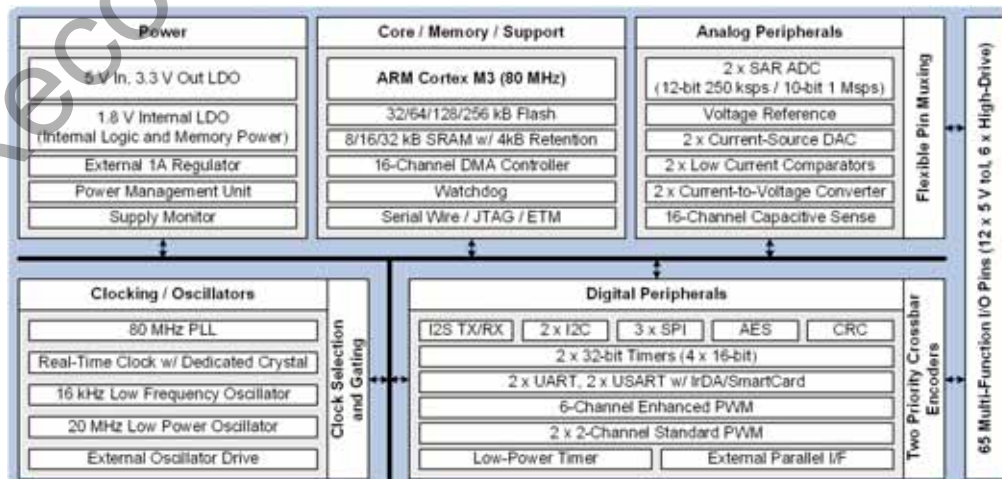 Power
5 V In, 3.3 V Out LDO
1.8 V Internal LDO
(Internal Logic and Memory Power)
External 1A Regulator
Power Management Unit
Supply Monitor
Core / Memory / Support
ARM Cortex M3 (80 MHz)
32/64/128/256 kB Flash
8/16/32 kB SRAM w/ 4kB Retention
16-Channel DMA Controller
Watchdog
Serial Wire / JTAG / ETM
Analog Peripherals
2 x SAR ADC
(12-bit 250 ksps / 10-bit 1 Msps)
Voltage Reference
2 x Current-Source DAC
2 x Low Current Comparators
2 x Current-to-Voltage Converter
16-Channel Capacitive Sense
Flexible Pin Muxing
65 Multi-Function I/O Pins (12 x 5 V tol, 6 x High-Drive)
Clocking / Oscillators
80 MHz PLL
Real-Time Clock w/ Dedicated Crystal
16 kHz Low Frequency Oscillator
20 MHz Low Power Oscillator
External Oscillator Drive
Clock Selection
and Gating
Digital Peripherals
I2S TX/RX
2 x I2C
3 x SPI
AES
CRC
2 x 32-bit Timers (4 x 16-bit)
2 x UART, 2 x USART w/ IrDA/SmartCard
6-Channel Enhanced PWM
2 x 2-Channel Standard PWM
Low-Power Timer
External Parallel I/F
Two Priority Crossbar
Encoders